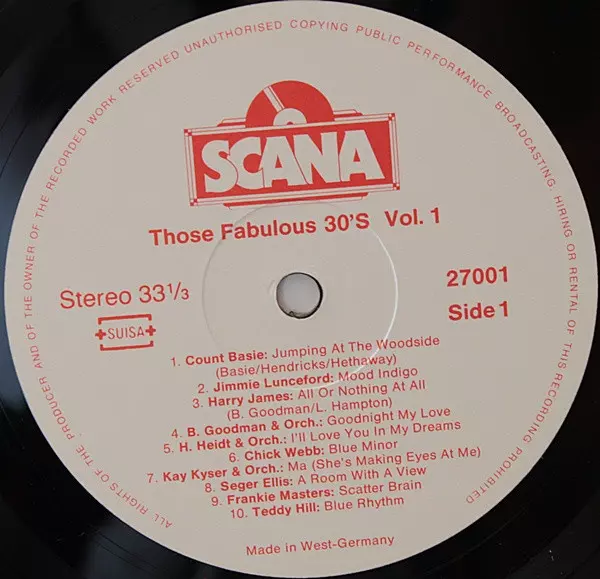 ALL RIGHTS OF THE PRODUCER AND OF THE OWNER OF THE RECORDED WORK RESERVED UNAUTHORISED COPYING PUBLIC PERFORMANCE BROADCASTING, HIRING OR RENTAL OF THIS RECORDING PROHIBITED
SCANA
Those Fabulous 30'S Vol. 1
Stereo 33 1/3
SUISA
27001
Side 1
1. Count Basie: Jumping At The Woodside
(Basie/Hendricks/Hethaway)
2. Jimmie Lunceford: Mood Indigo
3. Harry James: All Or Nothing At All
(B. Goodman/L. Hampton)
4. B. Goodman & Orch.: Goodnight My Love
5. H. Heidt & Orch.: I'll Love You In My Dreams
6. Chick Webb: Blue Minor
7. Kay Kyser & Orch.: Ma (She's Making Eyes At Me)
8. Seger Ellis: A Room With A View
9. Frankie Masters: Scatter Brain
10. Teddy Hill: Blue Rhythm
Made in West-Germany